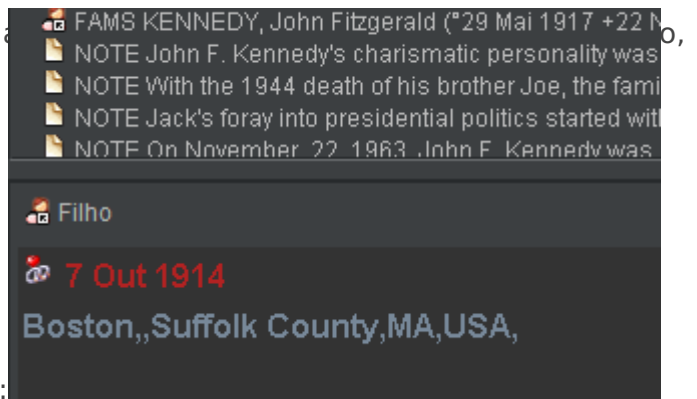 FAMS KENNEDY, John Fitzgerald (*29 Mai 1917 +22 o,
NOTE John F. Kennedy's charismatic personality was
NOTE With the 1944 death of his brother Joe, the fami
NOTE Jack's foray into presidential politics started
NOTE On November, 22, 1963, John F. Kennedy was
Filho
7 Out 1914
Boston,,Suffolk County,MA,USA,
: